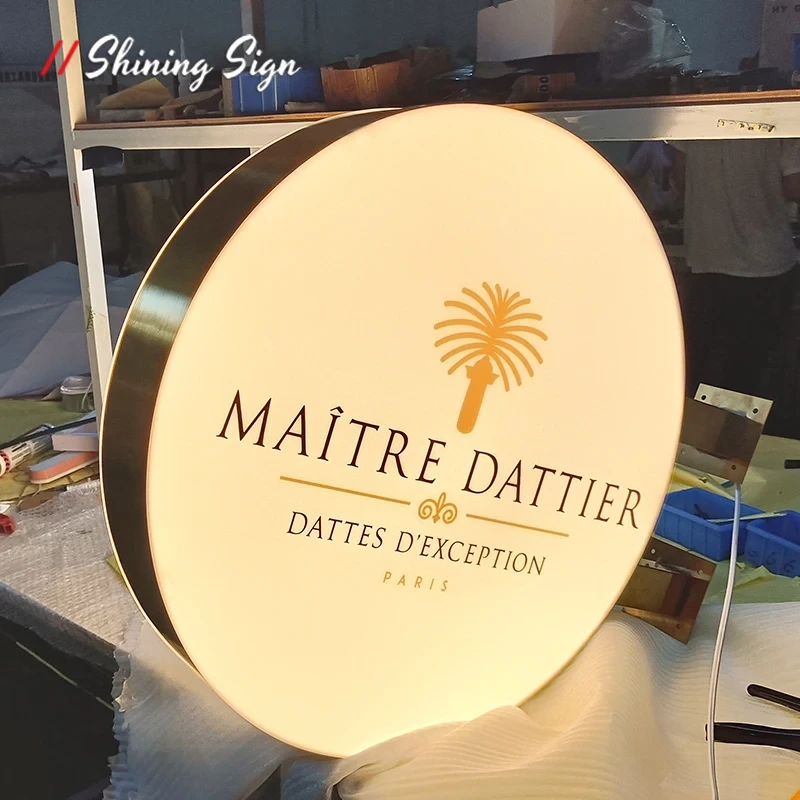 // Shining Sign
MAÎTRE DATTIER
DATTES D'EXCEPTION
PARIS